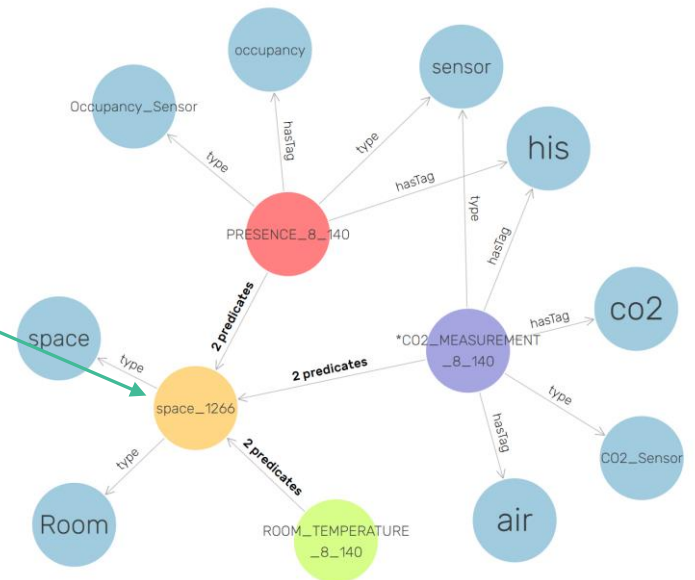 occupancy
sensor
Occupancy_Sensor
hasTag
type
type
his
hasTag
PRESENCE_8_140
type
hasTag
2 predicates
co2
space
hasTag
*CO2_MEASUREMENT
_8_140
type
2 predicates
space_1266
type
hasTag
type
2 predicates
CO2_Sensor
Room
ROOM_TEMPERATURE
_8_140
air